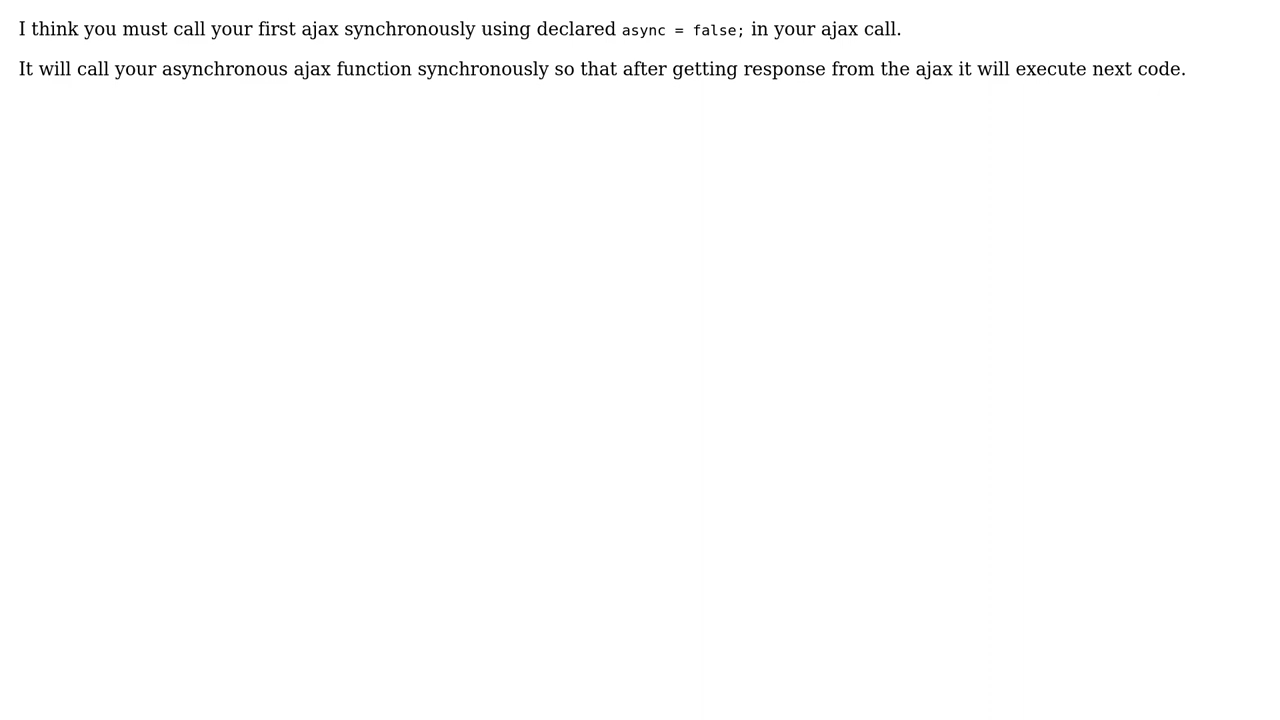 I think you must call your first ajax synchronously using declared async = false; in your ajax call.
It will call your asynchronous ajax function synchronously so that after getting response from the ajax it will execute next code.